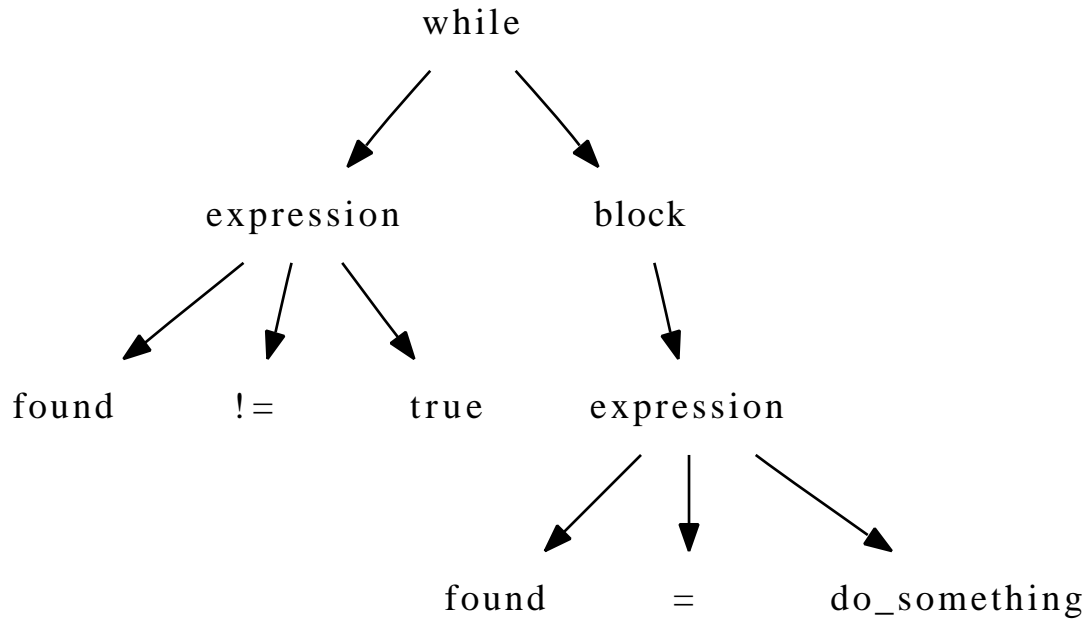 while
expression block
found != true expression
found = do_something